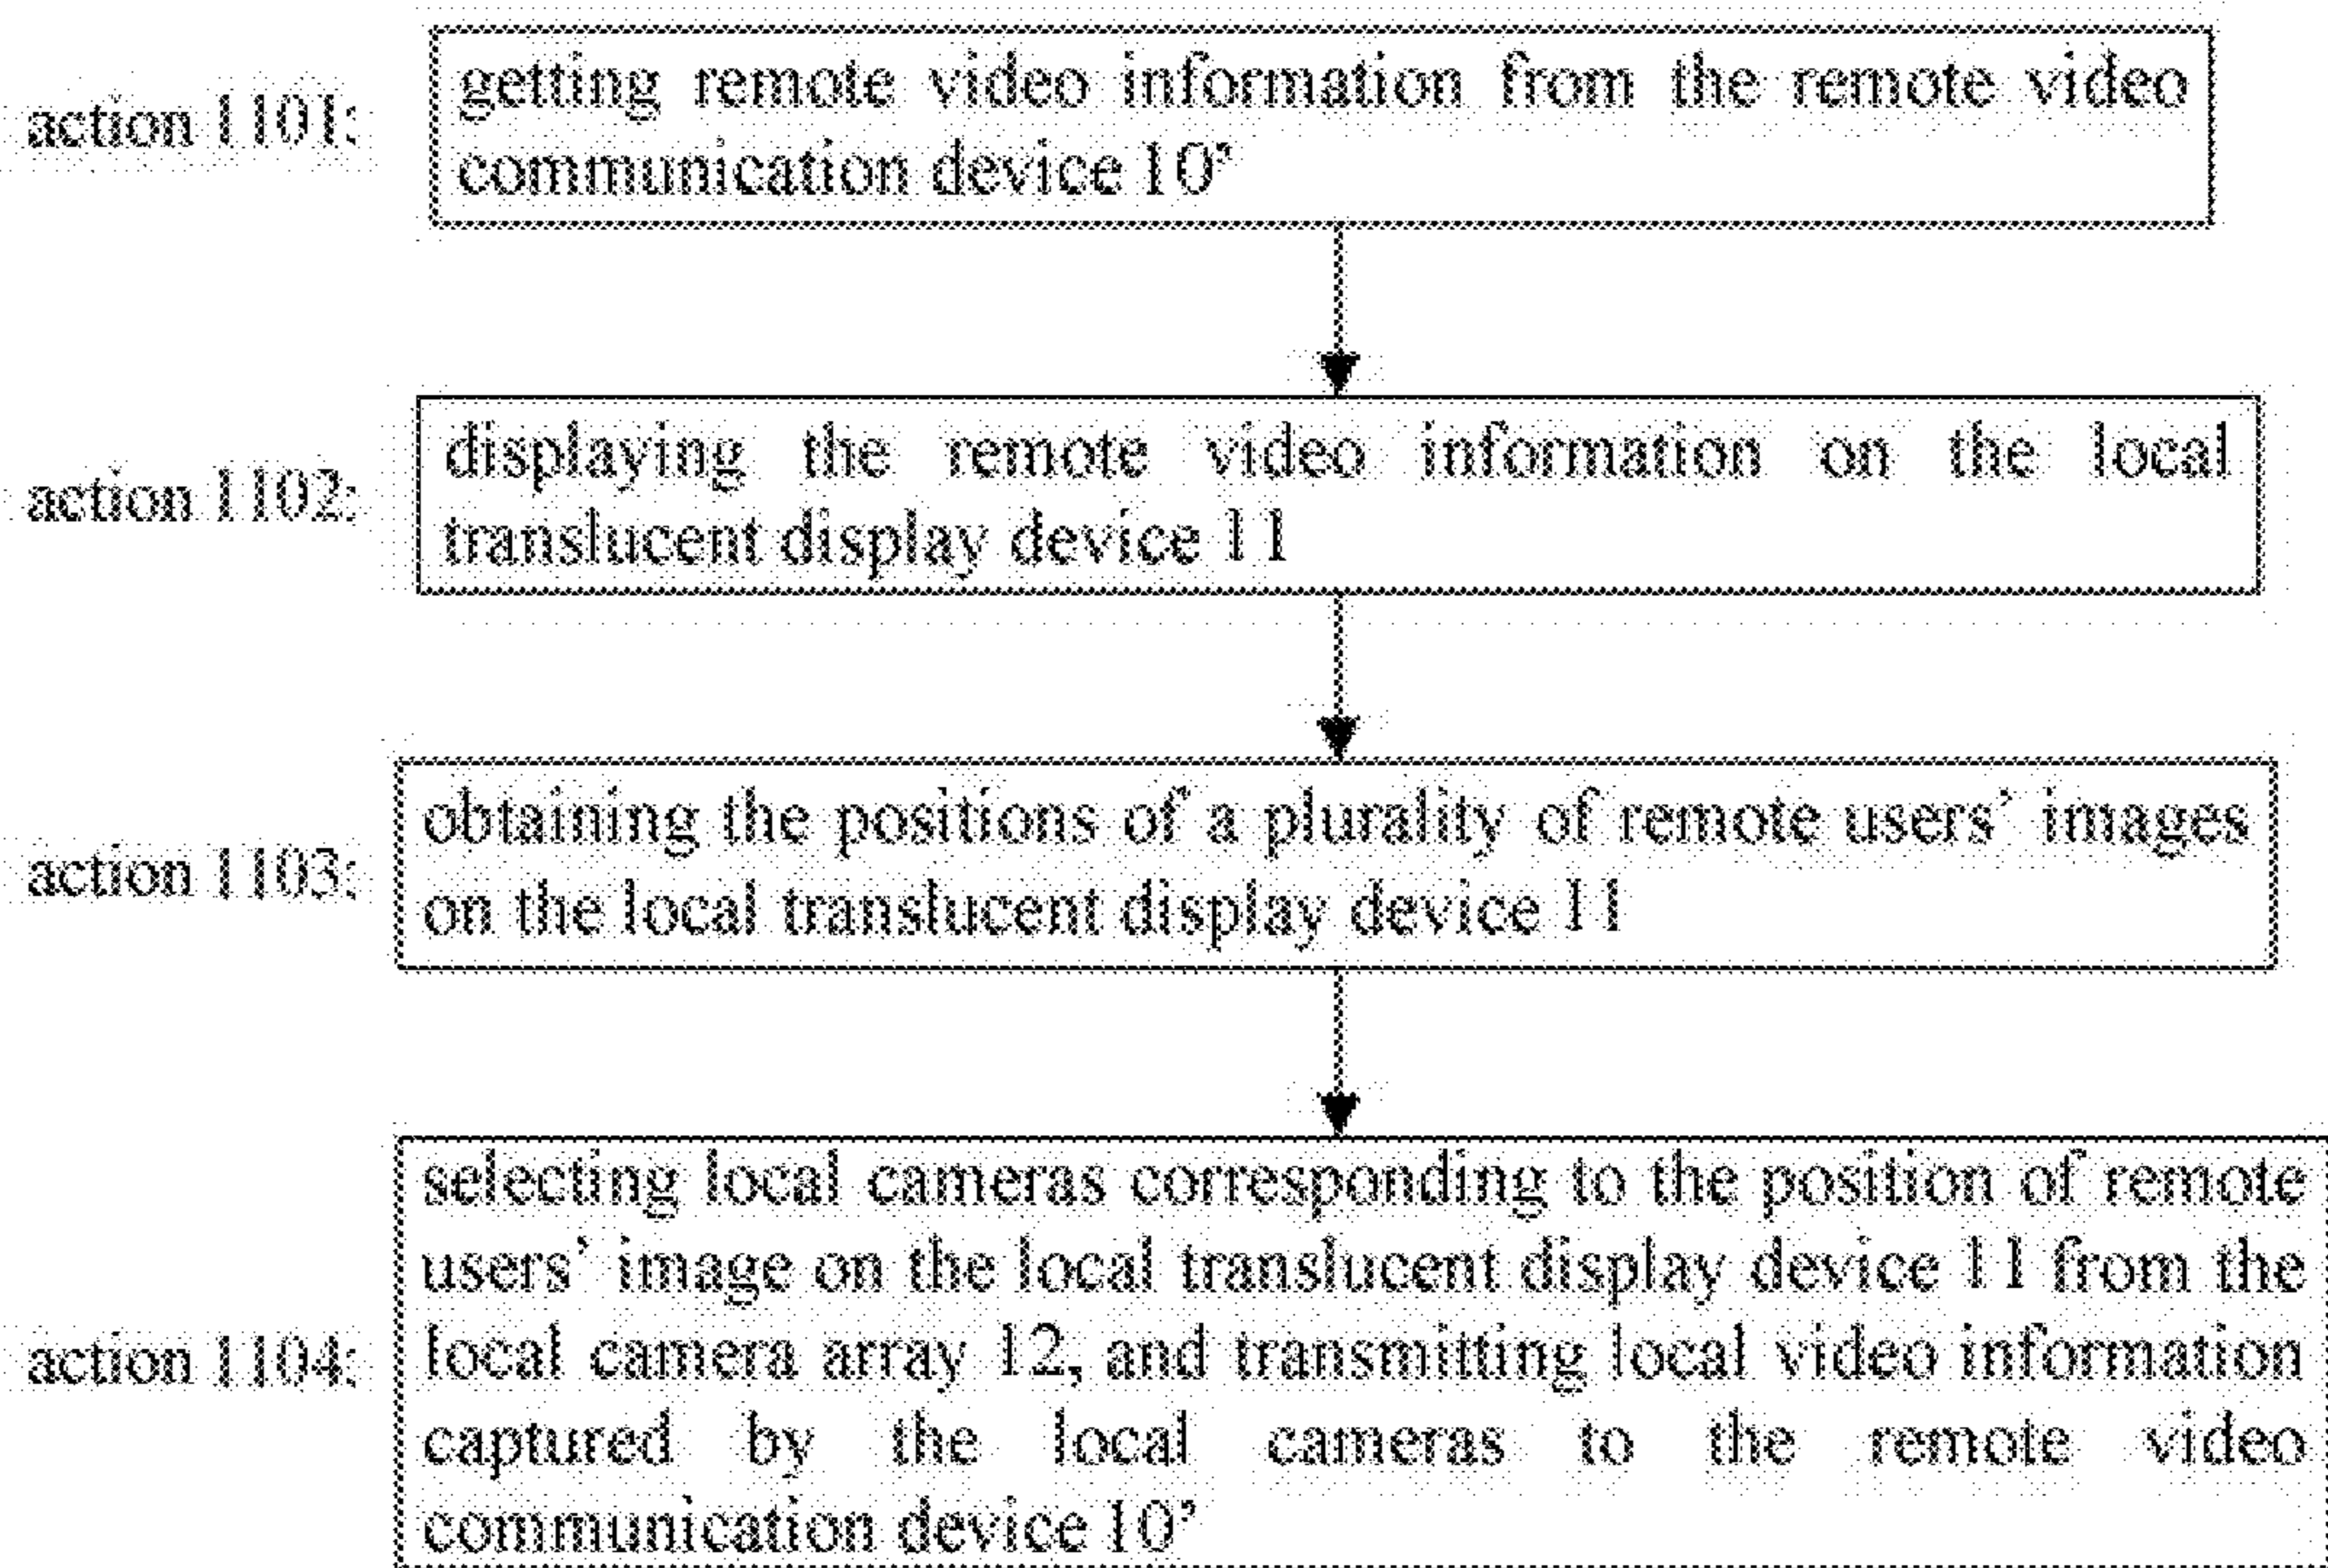 action 1101:
getting remote video information from the remote video
communication device 10’
action 1102:
displaying the remote video information on the local
translucent display device 11
action 1103:
obtaining the positions of a plurality of remote users’ images
on the local translucent display device 11
action 1104:
selecting local cameras corresponding to the position of remote
users’ image on the local translucent display device 11 from the
local camera array 12, and transmitting local video information
captured by the local cameras to the remote video
communication device 10’